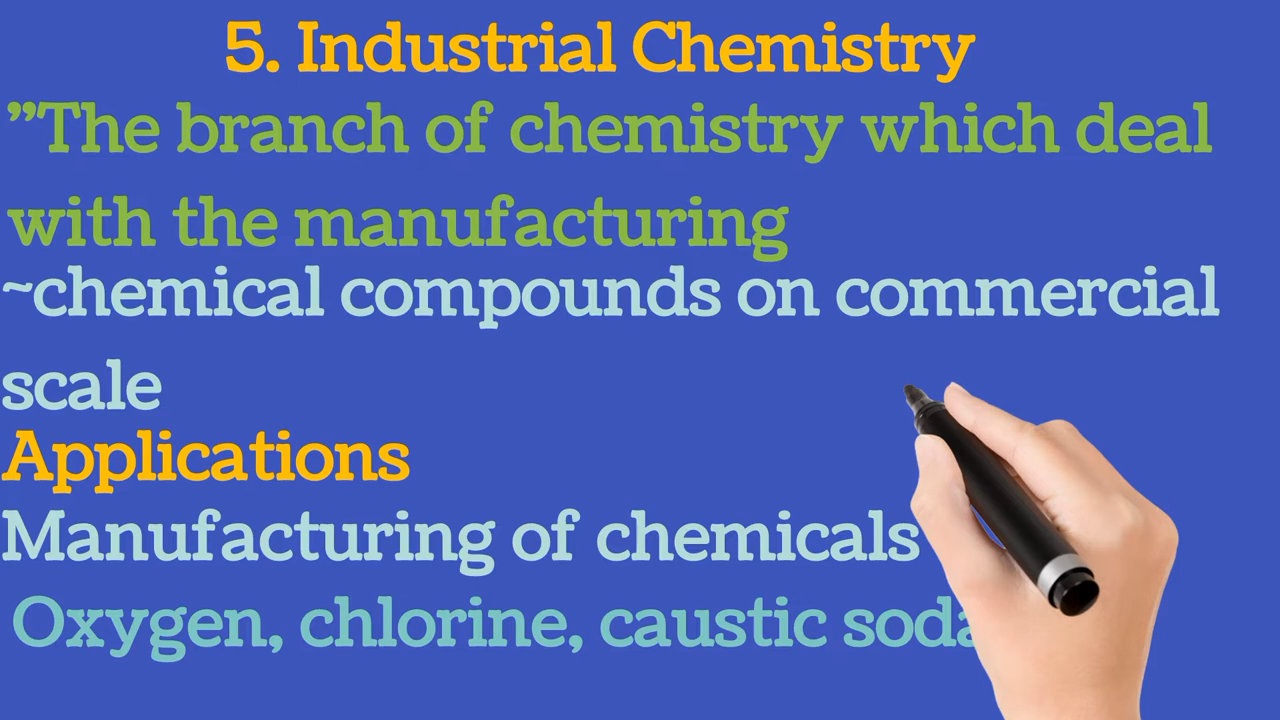 5. Industrial Chemistry
”The branch of chemistry which deal
with the manufacturing
~chemical compounds on commercial
scale
Applications
Manufacturing of chemicals
Oxygen, chlorine, caustic soda